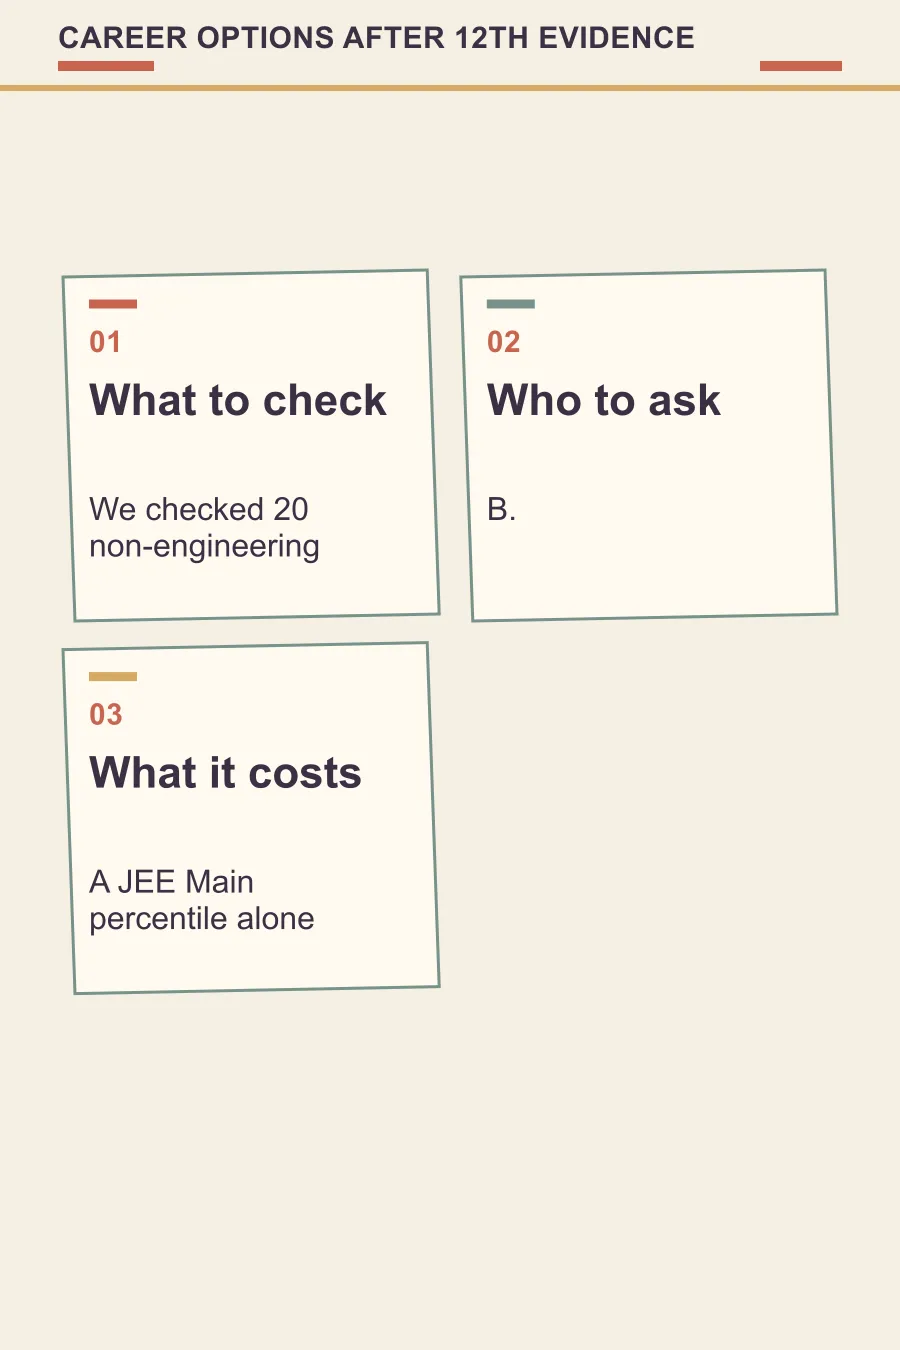 CAREER OPTIONS AFTER 12TH EVIDENCE
01
What to check
We checked 20
non-engineering
02
Who to ask
B.
03
What it costs
A JEE Main
percentile alone